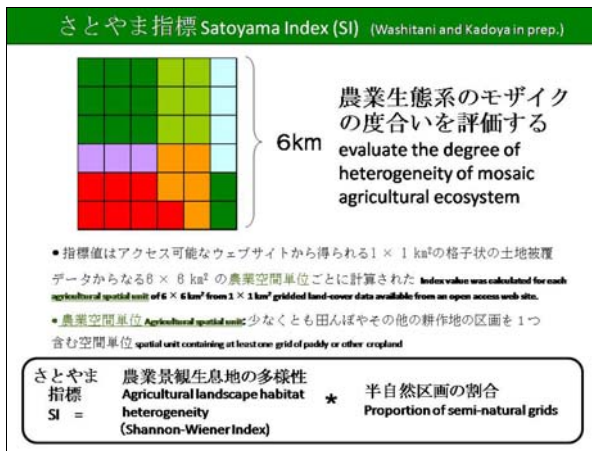 さとやま指標 Satoyama Index (SI) (Washitani and Kadoya in prep.)
6km
農業生態系のモザイク
の度合いを評価する
evaluate the degree of
heterogeneity of mosaic
agricultural ecosystem
•指標値はアクセス可能なウェブサイトから得られる1 × 1 km²の格子状の土地被覆
データからなる6 × 6 km² の農業空間単位ごとに計算された Index value was calculated for each
agricultural spatial unit of 6 × 6 km² from 1 × 1 km² gridded land-cover data available from an open access web site.
•農業空間単位 Agricultural spatial unit:少なくとも田んぼやその他の耕作地の区画を1つ
含む空間単位 spatial unit containing at least one grid of paddy or other cropland
さとやま
指標
SI =
農業景観生息地の多様性
Agricultural landscape habitat
heterogeneity
(Shannon-Wiener Index)
*
半自然区画の割合
Proportion of semi-natural grids